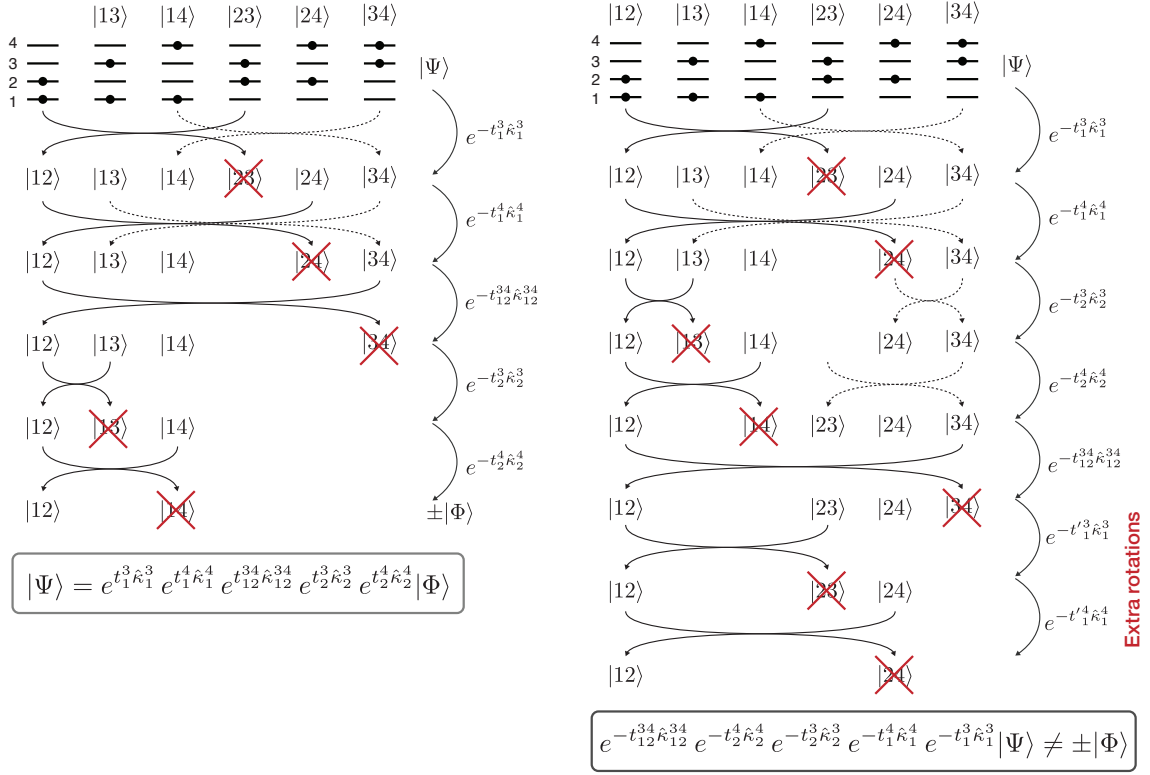 |13⟩ |14⟩ |23⟩ |24⟩ |34⟩
4
3
|Ψ⟩
2
1
e^{-t_1^3 κ̂_1^3}
|12⟩ |13⟩ |14⟩ |23⟩ |24⟩ |34⟩
e^{-t_1^4 κ̂_1^4}
|12⟩ |13⟩ |14⟩ |24⟩ |34⟩
e^{-t_{12}^{34} κ̂_{12}^{34}}
|12⟩ |13⟩ |14⟩ |34⟩
e^{-t_2^3 κ̂_2^3}
|12⟩ |13⟩ |14⟩
e^{-t_2^4 κ̂_2^4}
|12⟩ |14⟩ ±|Φ⟩
|Ψ⟩ = e^{t_1^3 κ̂_1^3} e^{t_1^4 κ̂_1^4} e^{t_{12}^{34} κ̂_{12}^{34}} e^{t_2^3 κ̂_2^3} e^{t_2^4 κ̂_2^4}|Φ⟩
|12⟩ |13⟩ |14⟩ |23⟩ |24⟩ |34⟩
4
3
|Ψ⟩
2
1
e^{-t_1^3 κ̂_1^3}
|12⟩ |13⟩ |14⟩ |23⟩ |24⟩ |34⟩
e^{-t_1^4 κ̂_1^4}
|12⟩ |13⟩ |14⟩ |24⟩ |34⟩
e^{-t_2^3 κ̂_2^3}
|12⟩ |13⟩ |14⟩ |24⟩ |34⟩
e^{-t_2^4 κ̂_2^4}
|12⟩ |14⟩ |23⟩ |24⟩ |34⟩
e^{-t_{12}^{34} κ̂_{12}^{34}}
|12⟩ |23⟩ |24⟩ |34⟩
e^{-t'_1^3 κ̂_1^3}
|12⟩ |23⟩ |24⟩
e^{-t'_1^4 κ̂_1^4}
|12⟩ |24⟩
Extra rotations
e^{-t_{12}^{34} κ̂_{12}^{34}} e^{-t_2^4 κ̂_2^4} e^{-t_2^3 κ̂_2^3} e^{-t_1^4 κ̂_1^4} e^{-t_1^3 κ̂_1^3}|Ψ⟩ ≠ ±|Φ⟩